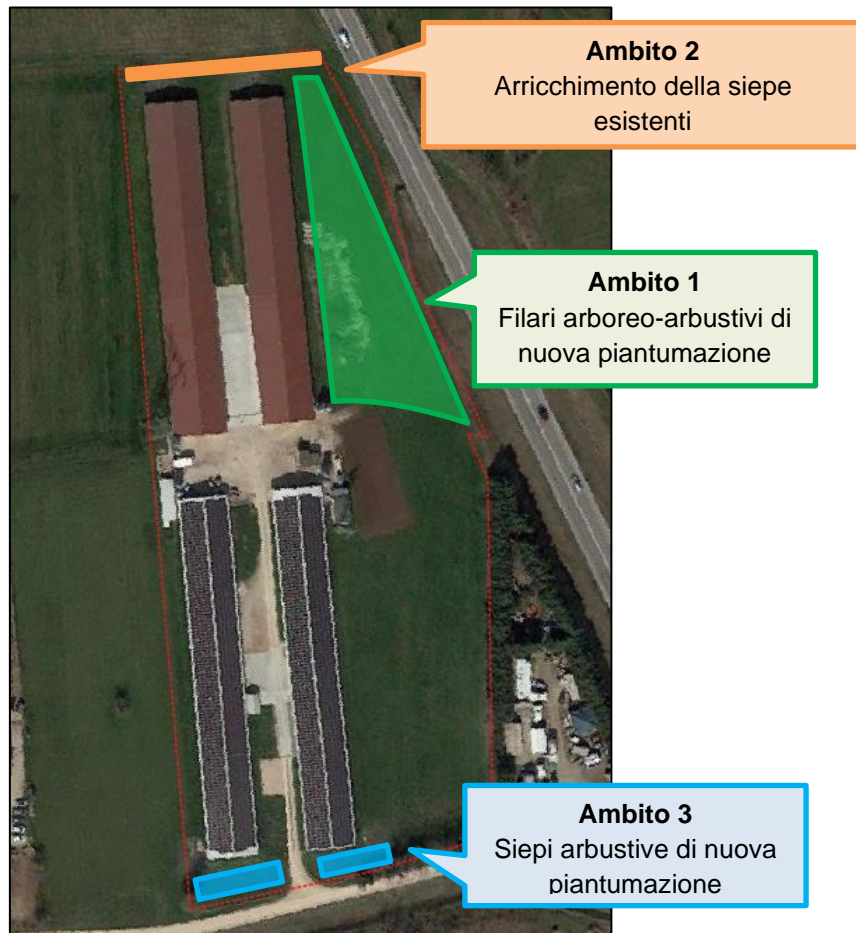 Ambito 2
Arricchimento della siepe
esistenti
Ambito 1
Filari arboreo-arbustivi di
nuova piantumazione
Ambito 3
Siepi arbustive di nuova
piantumazione